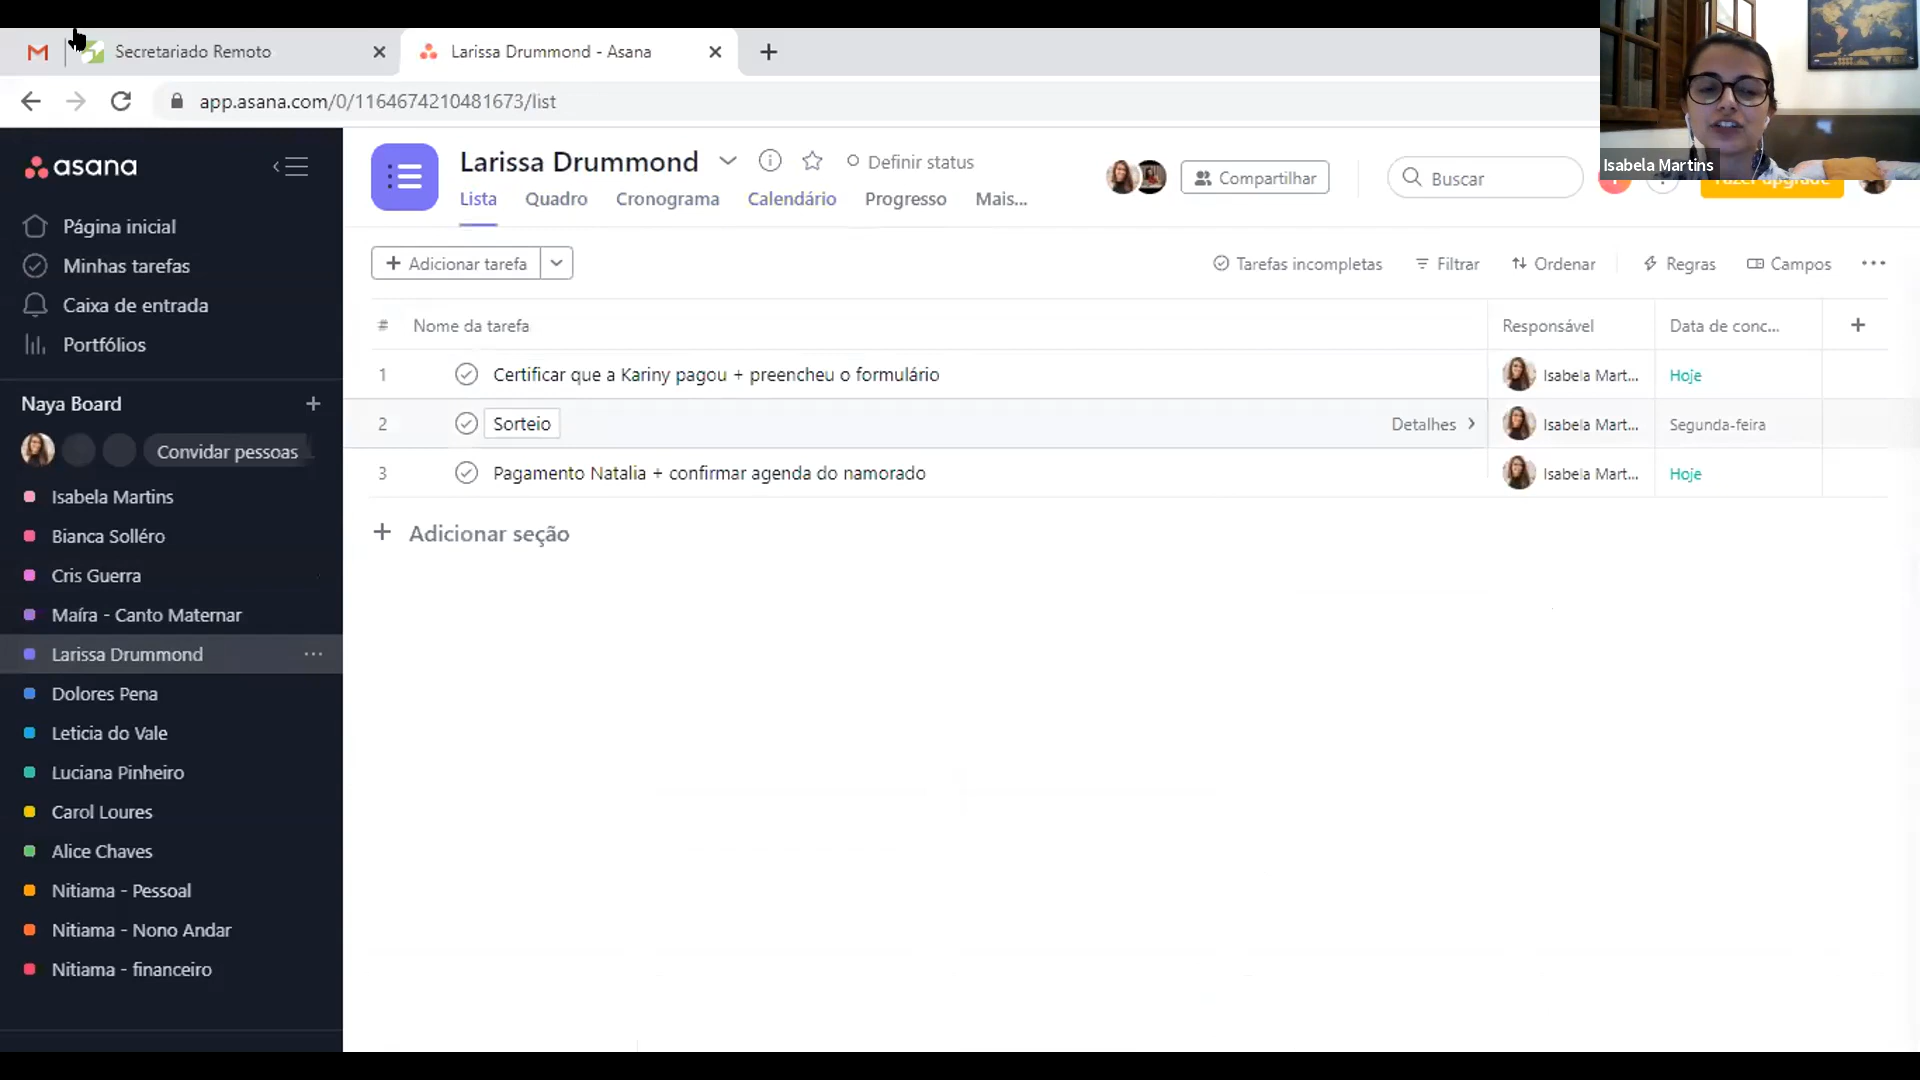 Secretariado Remoto
Larissa Drummond - Asana
app.asana.com/0/1164674210481673/list
Isabela Martins
asana
Página inicial
Minhas tarefas
Caixa de entrada
Portfólios
Naya Board
Convidar pessoas
Isabela Martins
Bianca Solléro
Cris Guerra
Maíra - Canto Maternar
Larissa Drummond
Dolores Pena
Leticia do Vale
Luciana Pinheiro
Carol Loures
Alice Chaves
Nitiama - Pessoal
Nitiama - Nono Andar
Nitiama - financeiro
Larissa Drummond
Definir status
Lista Quadro Cronograma Calendário Progresso Mais...
Compartilhar
Buscar
Fazer upgrade
+ Adicionar tarefa
Tarefas incompletas Filtrar Ordenar Regras Campos ...
# Nome da tarefa Responsável Data de conc... +
1 Certificar que a Kariny pagou + preencheu o formulário Isabela Mart... Hoje
2 Sorteio Detalhes Isabela Mart... Segunda-feira
3 Pagamento Natalia + confirmar agenda do namorado Isabela Mart... Hoje
+ Adicionar seção